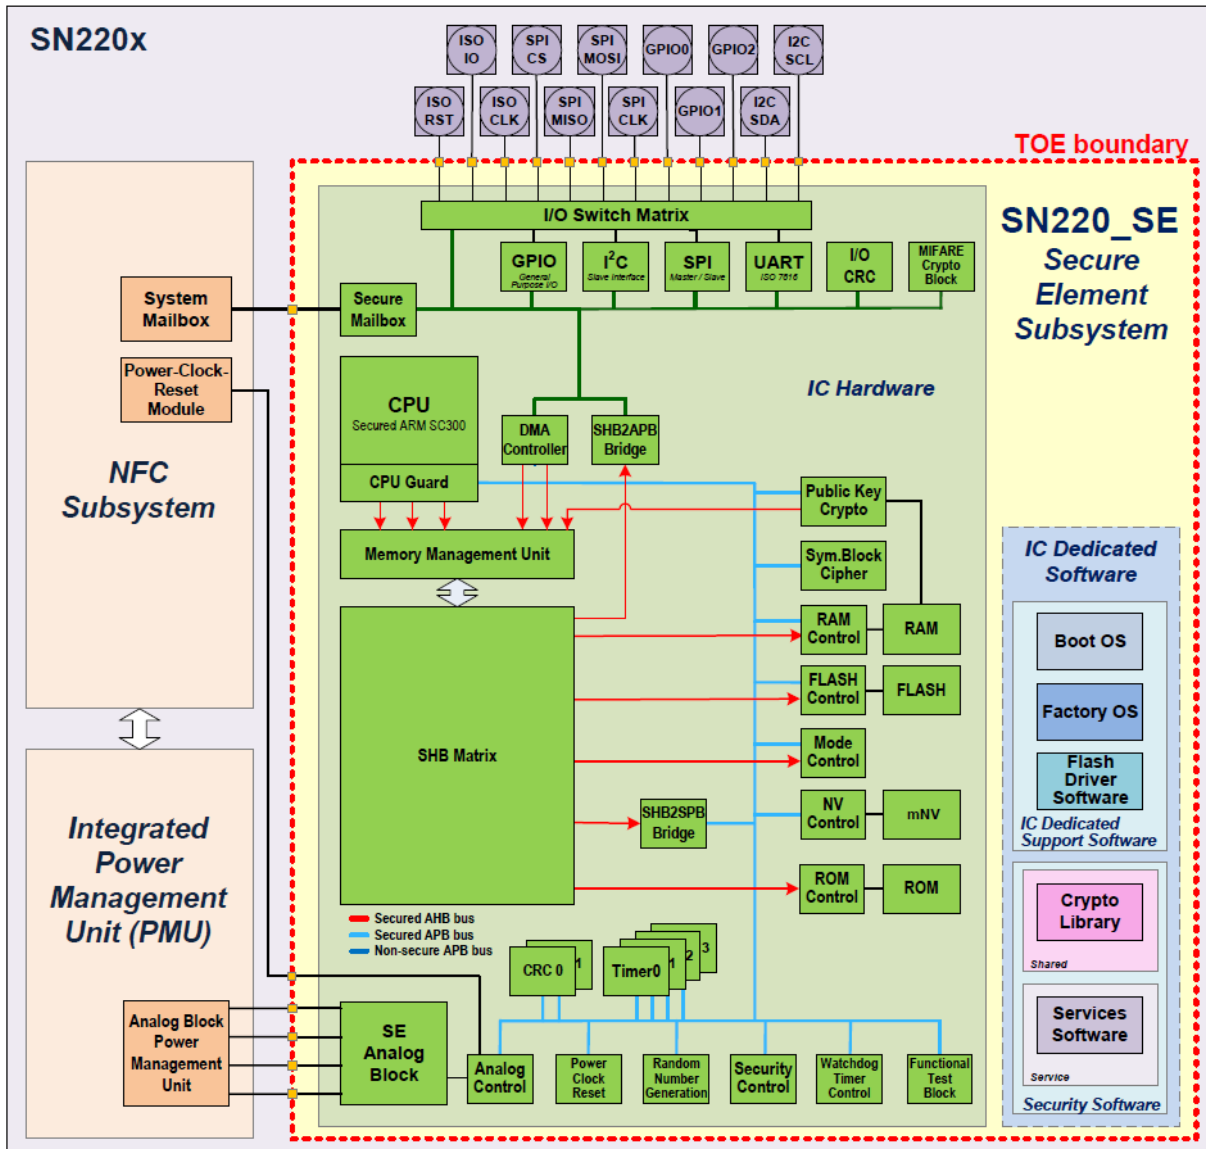 SN220x
ISO
IO
SPI
CS
SPI
MOSI
GPIO0
GPIO2
I2C
SCL
ISO
RST
ISO
CLK
SPI
MISO
SPI
CLK
GPIO1
I2C
SDA
TOE boundary
I/O Switch Matrix
SN220_SE
Secure
Element
Subsystem
GPIO
General
Purpose I/O
I²C
Slave Interface
SPI
Master / Slave
UART
ISO 7816
I/O
CRC
MIFARE
Crypto
Block
System
Mailbox
Secure
Mailbox
Power-Clock-
Reset
Module
NFC
Subsystem
IC Hardware
CPU
Secured ARM SC300
CPU Guard
DMA
Controller
SHB2APB
Bridge
Public Key
Crypto
Memory Management Unit
Sym.Block
Cipher
RAM
Control
RAM
FLASH
Control
FLASH
SHB Matrix
Mode
Control
SHB2SPB
Bridge
NV
Control
mNV
ROM
Control
ROM
IC Dedicated
Software
Boot OS
Factory OS
Flash
Driver
Software
IC Dedicated
Support Software
Crypto
Library
Shared
Services
Software
Service
Security Software
Integrated
Power
Management
Unit (PMU)
Secured AHB bus
Secured APB bus
Non-secure APB bus
CRC 0
1
Timer0
1
2
3
Analog Block
Power
Management
Unit
SE
Analog
Block
Analog
Control
Power
Clock
Reset
Random
Number
Generation
Security
Control
Watchdog
Timer
Control
Functional
Test
Block